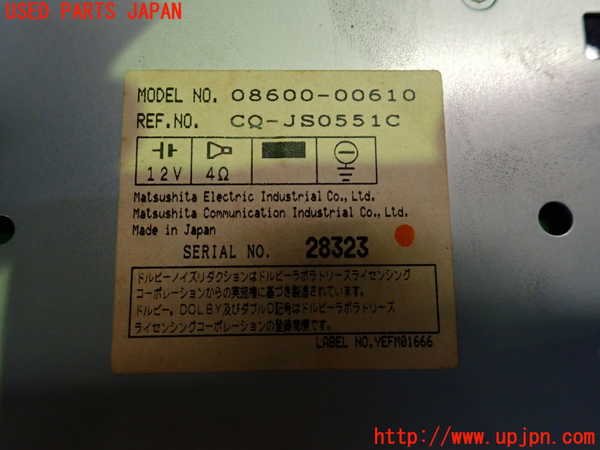 USED PARTS JAPAN
MODEL NO. 08600-00610
REF.NO. CQ-JS0551C
12V 4Ω
Matsushita Electric Industrial Co., Ltd.
Matsushita Communication Industrial Co., Ltd.
Made in Japan
SERIAL NO. 28323
ドルビーノイズリダクションはドルビーラボラトリーズライセンシング
コーポレーションからの実施権に基づき製造されています。
ドルビー、DOLBY及びダブルD記号はドルビーラボラトリーズ
ライセンシングコーポレーションの登録商標です。
LABEL NO.YEFM01666
http://www.upjpn.com/